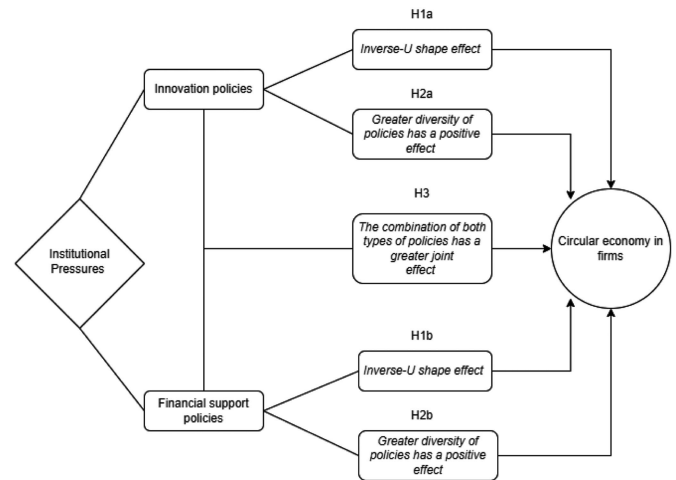 H1a
Inverse-U shape effect
Innovation policies
H2a
Greater diversity of
policies has a positive
effect
H3
The combination of both
types of policies has a
greater joint
effect
Institutional
Pressures
Circular economy in
firms
H1b
Inverse-U shape effect
Financial support
policies
H2b
Greater diversity of
policies has a positive
effect